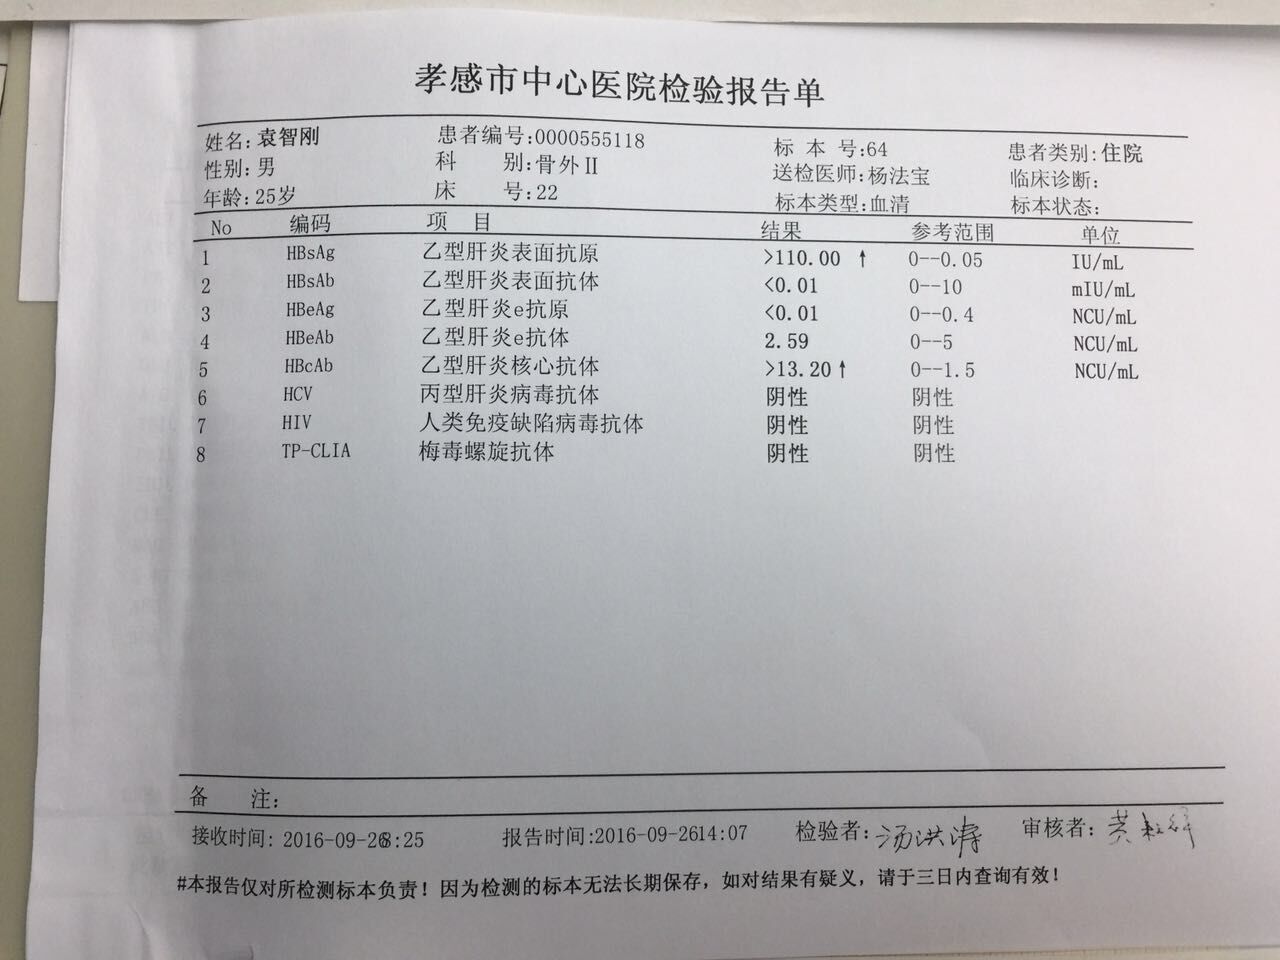 孝感市中心医院检验报告单
姓名：袁智刚 患者编号:0000555118 标 本 号:64 患者类别：住院
性别：男 科 别:骨外Ⅱ 送检医师:杨法宝 临床诊断：
年龄:25岁 床 号:22 标本类型:血清 标本状态：
No 编码 项 目 结果 参考范围 单位
1 HBsAg 乙型肝炎表面抗原 >110.00 ↑ 0--0.05 IU/mL
2 HBsAb 乙型肝炎表面抗体 <0.01 0--10 mIU/mL
3 HBeAg 乙型肝炎e抗原 <0.01 0--0.4 NCU/mL
4 HBeAb 乙型肝炎e抗体 2.59 0--5 NCU/mL
5 HBcAb 乙型肝炎核心抗体 >13.20↑ 0--1.5 NCU/mL
6 HCV 丙型肝炎病毒抗体 阴性 阴性
7 HIV 人类免疫缺陷病毒抗体 阴性 阴性
8 TP-CLIA 梅毒螺旋抗体 阴性 阴性
备 注：
接收时间: 2016-09-26 8:25 报告时间:2016-09-2614:07 检验者：汤洪涛 审核者：
#本报告仅对所检测标本负责！因为检测的标本无法长期保存，如对结果有疑义，请于三日内查询有效！